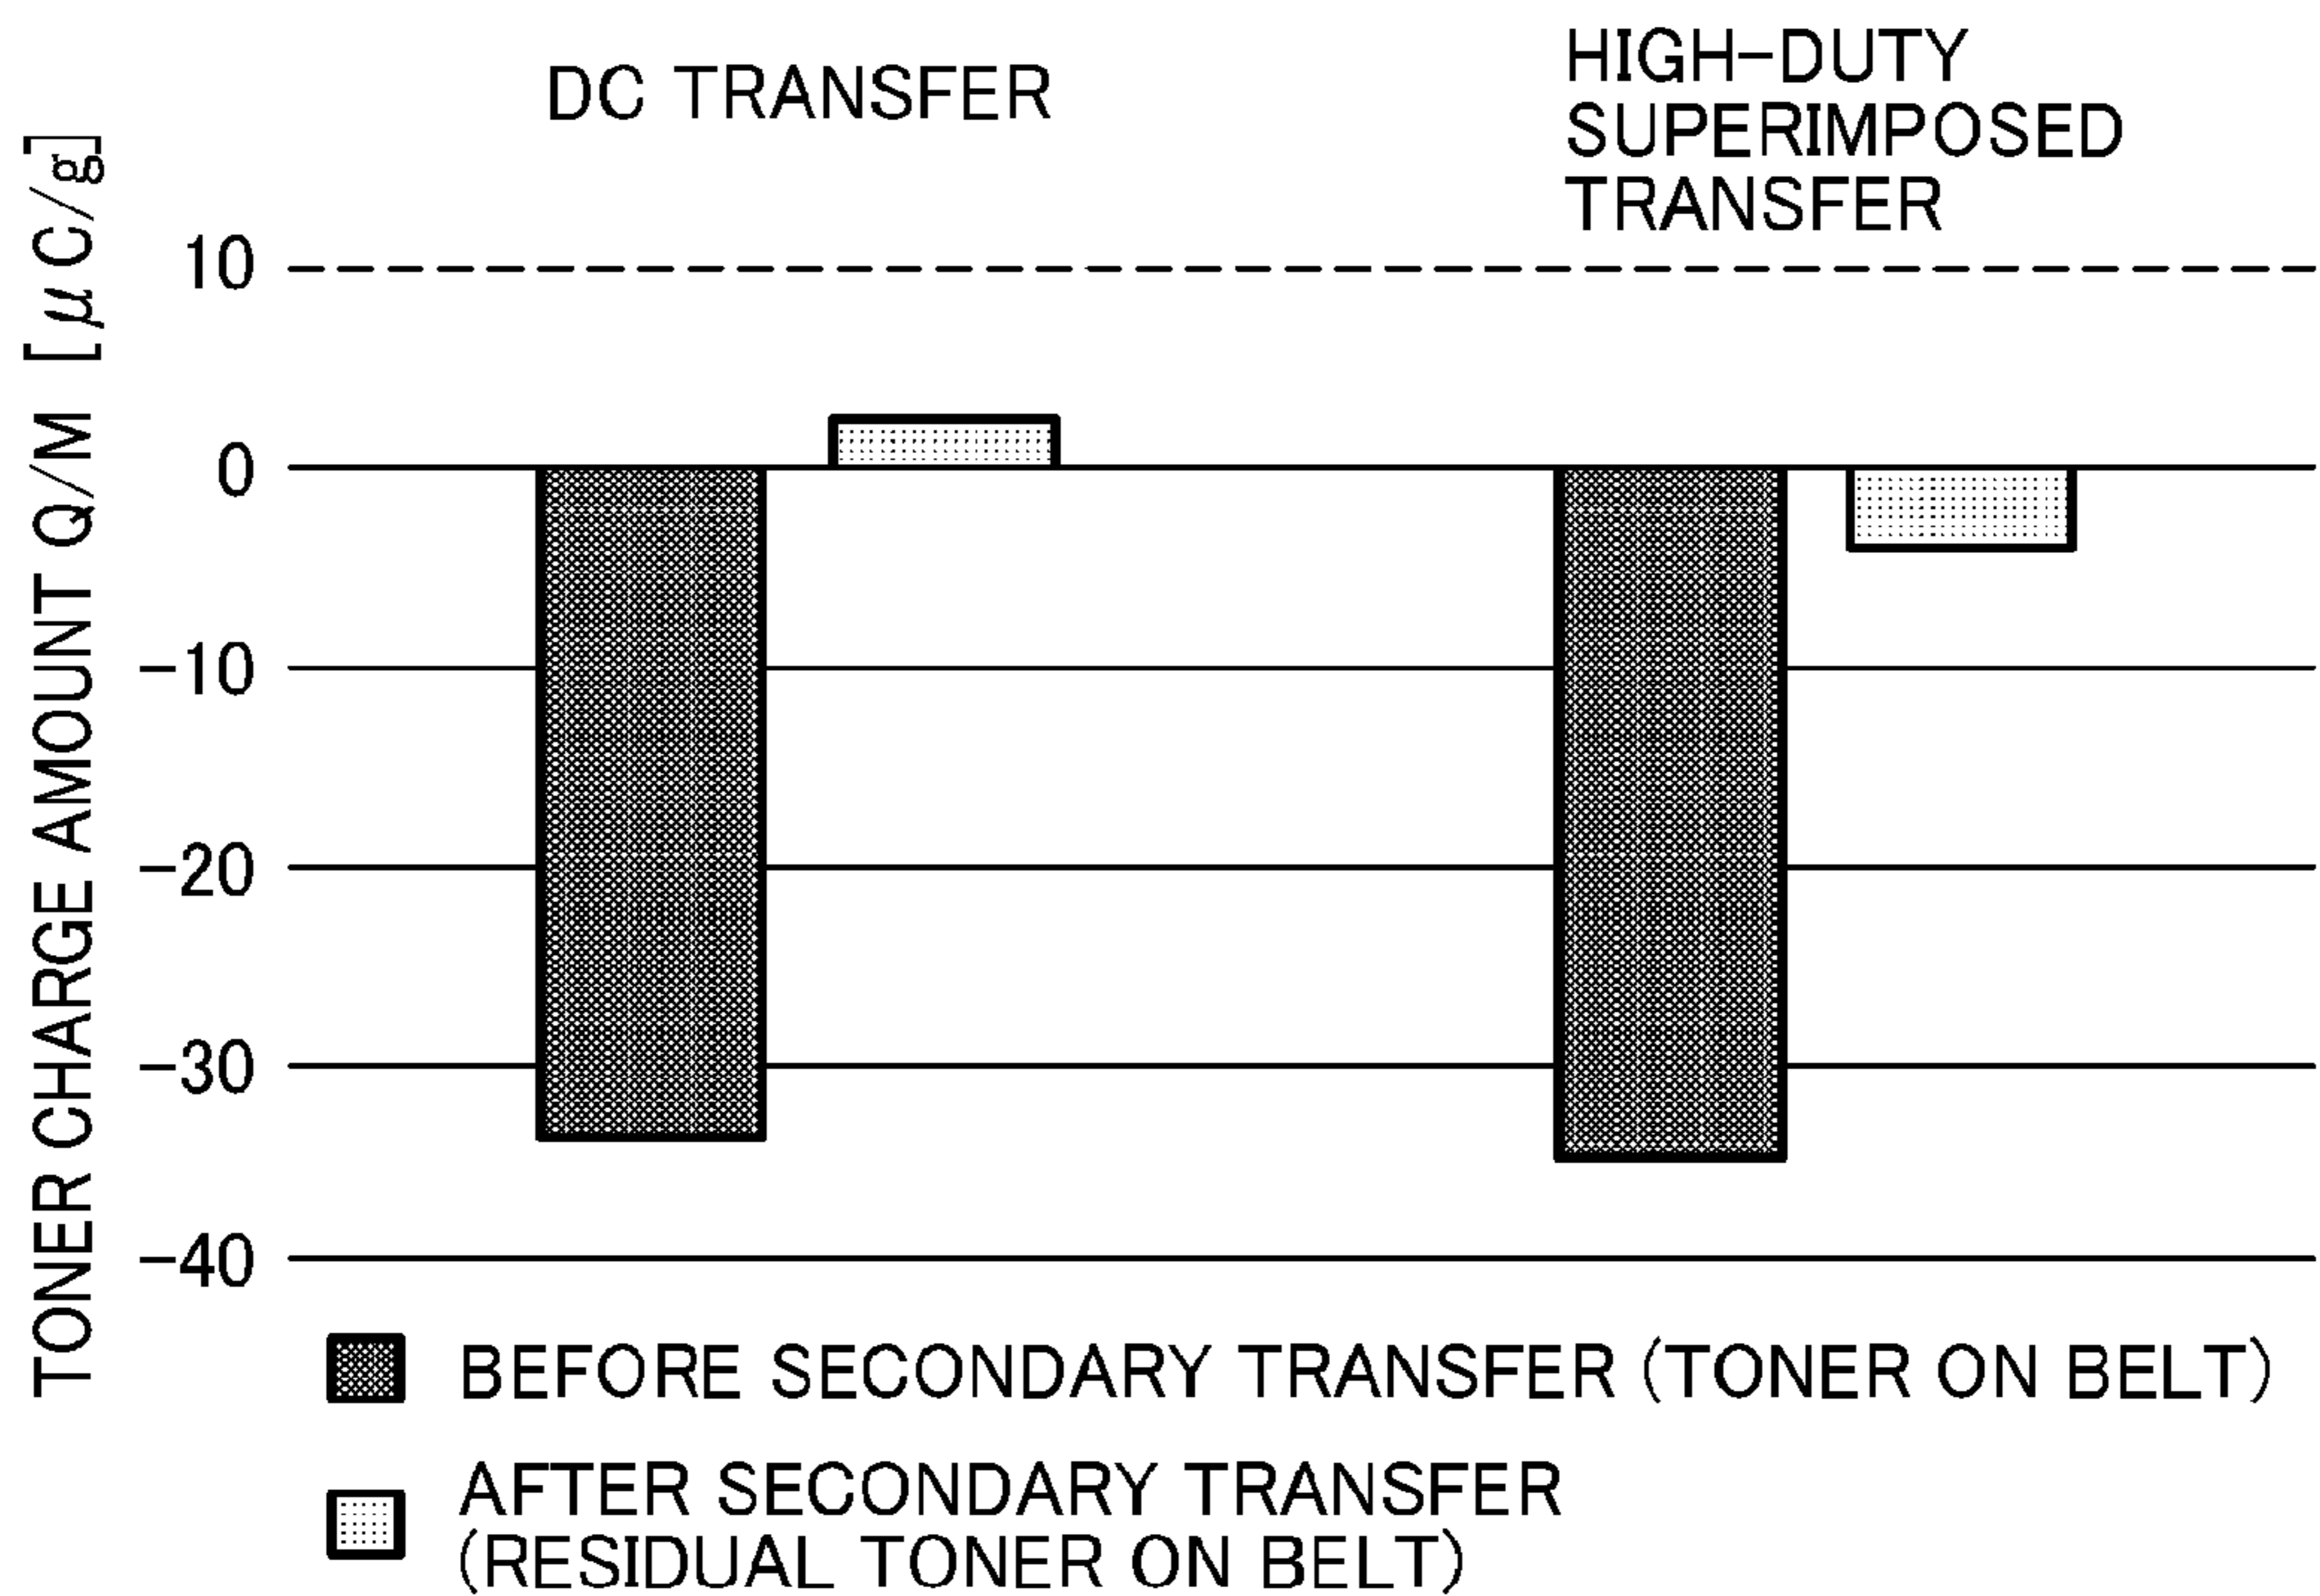 DC TRANSFER
HIGH-DUTY
SUPERIMPOSED
TRANSFER
TONER CHARGE AMOUNT Q/M [μC/g]
10
0
-10
-20
-30
-40
BEFORE SECONDARY TRANSFER (TONER ON BELT)
AFTER SECONDARY TRANSFER
(RESIDUAL TONER ON BELT)